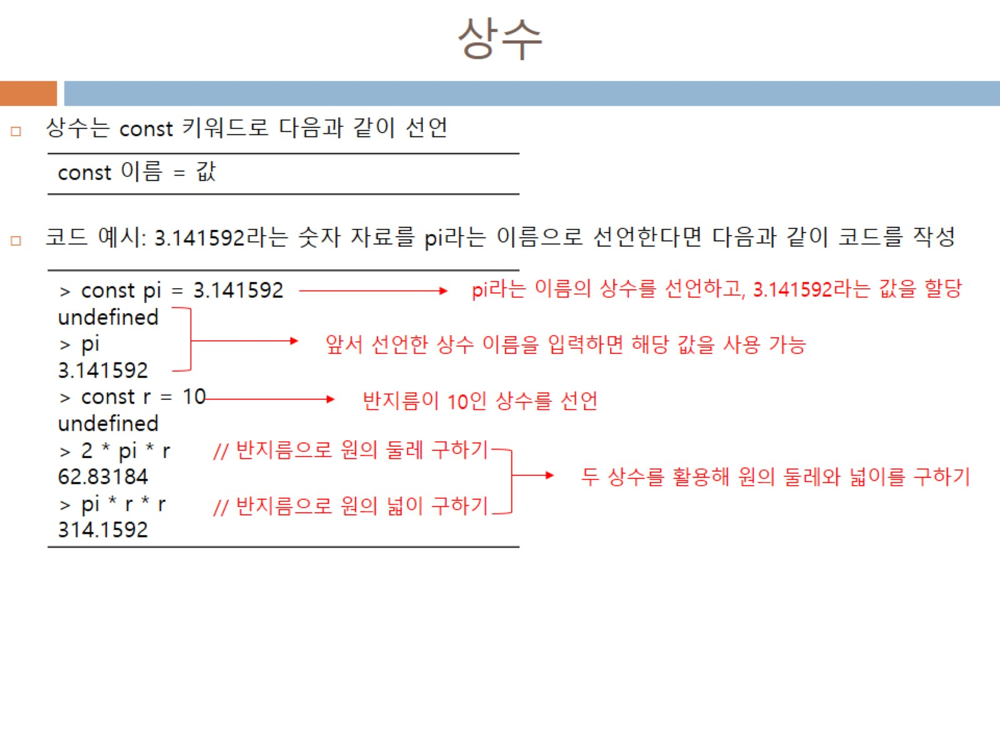 상수
상수는 const 키워드로 다음과 같이 선언
const 이름 = 값
코드 예시: 3.141592라는 숫자 자료를 pi라는 이름으로 선언한다면 다음과 같이 코드를 작성
> const pi = 3.141592 pi라는 이름의 상수를 선언하고, 3.141592라는 값을 할당
undefined
> pi 앞서 선언한 상수 이름을 입력하면 해당 값을 사용 가능
3.141592
> const r = 10 반지름이 10인 상수를 선언
undefined
> 2 * pi * r // 반지름으로 원의 둘레 구하기
62.83184 두 상수를 활용해 원의 둘레와 넓이를 구하기
> pi * r * r // 반지름으로 원의 넓이 구하기
314.1592